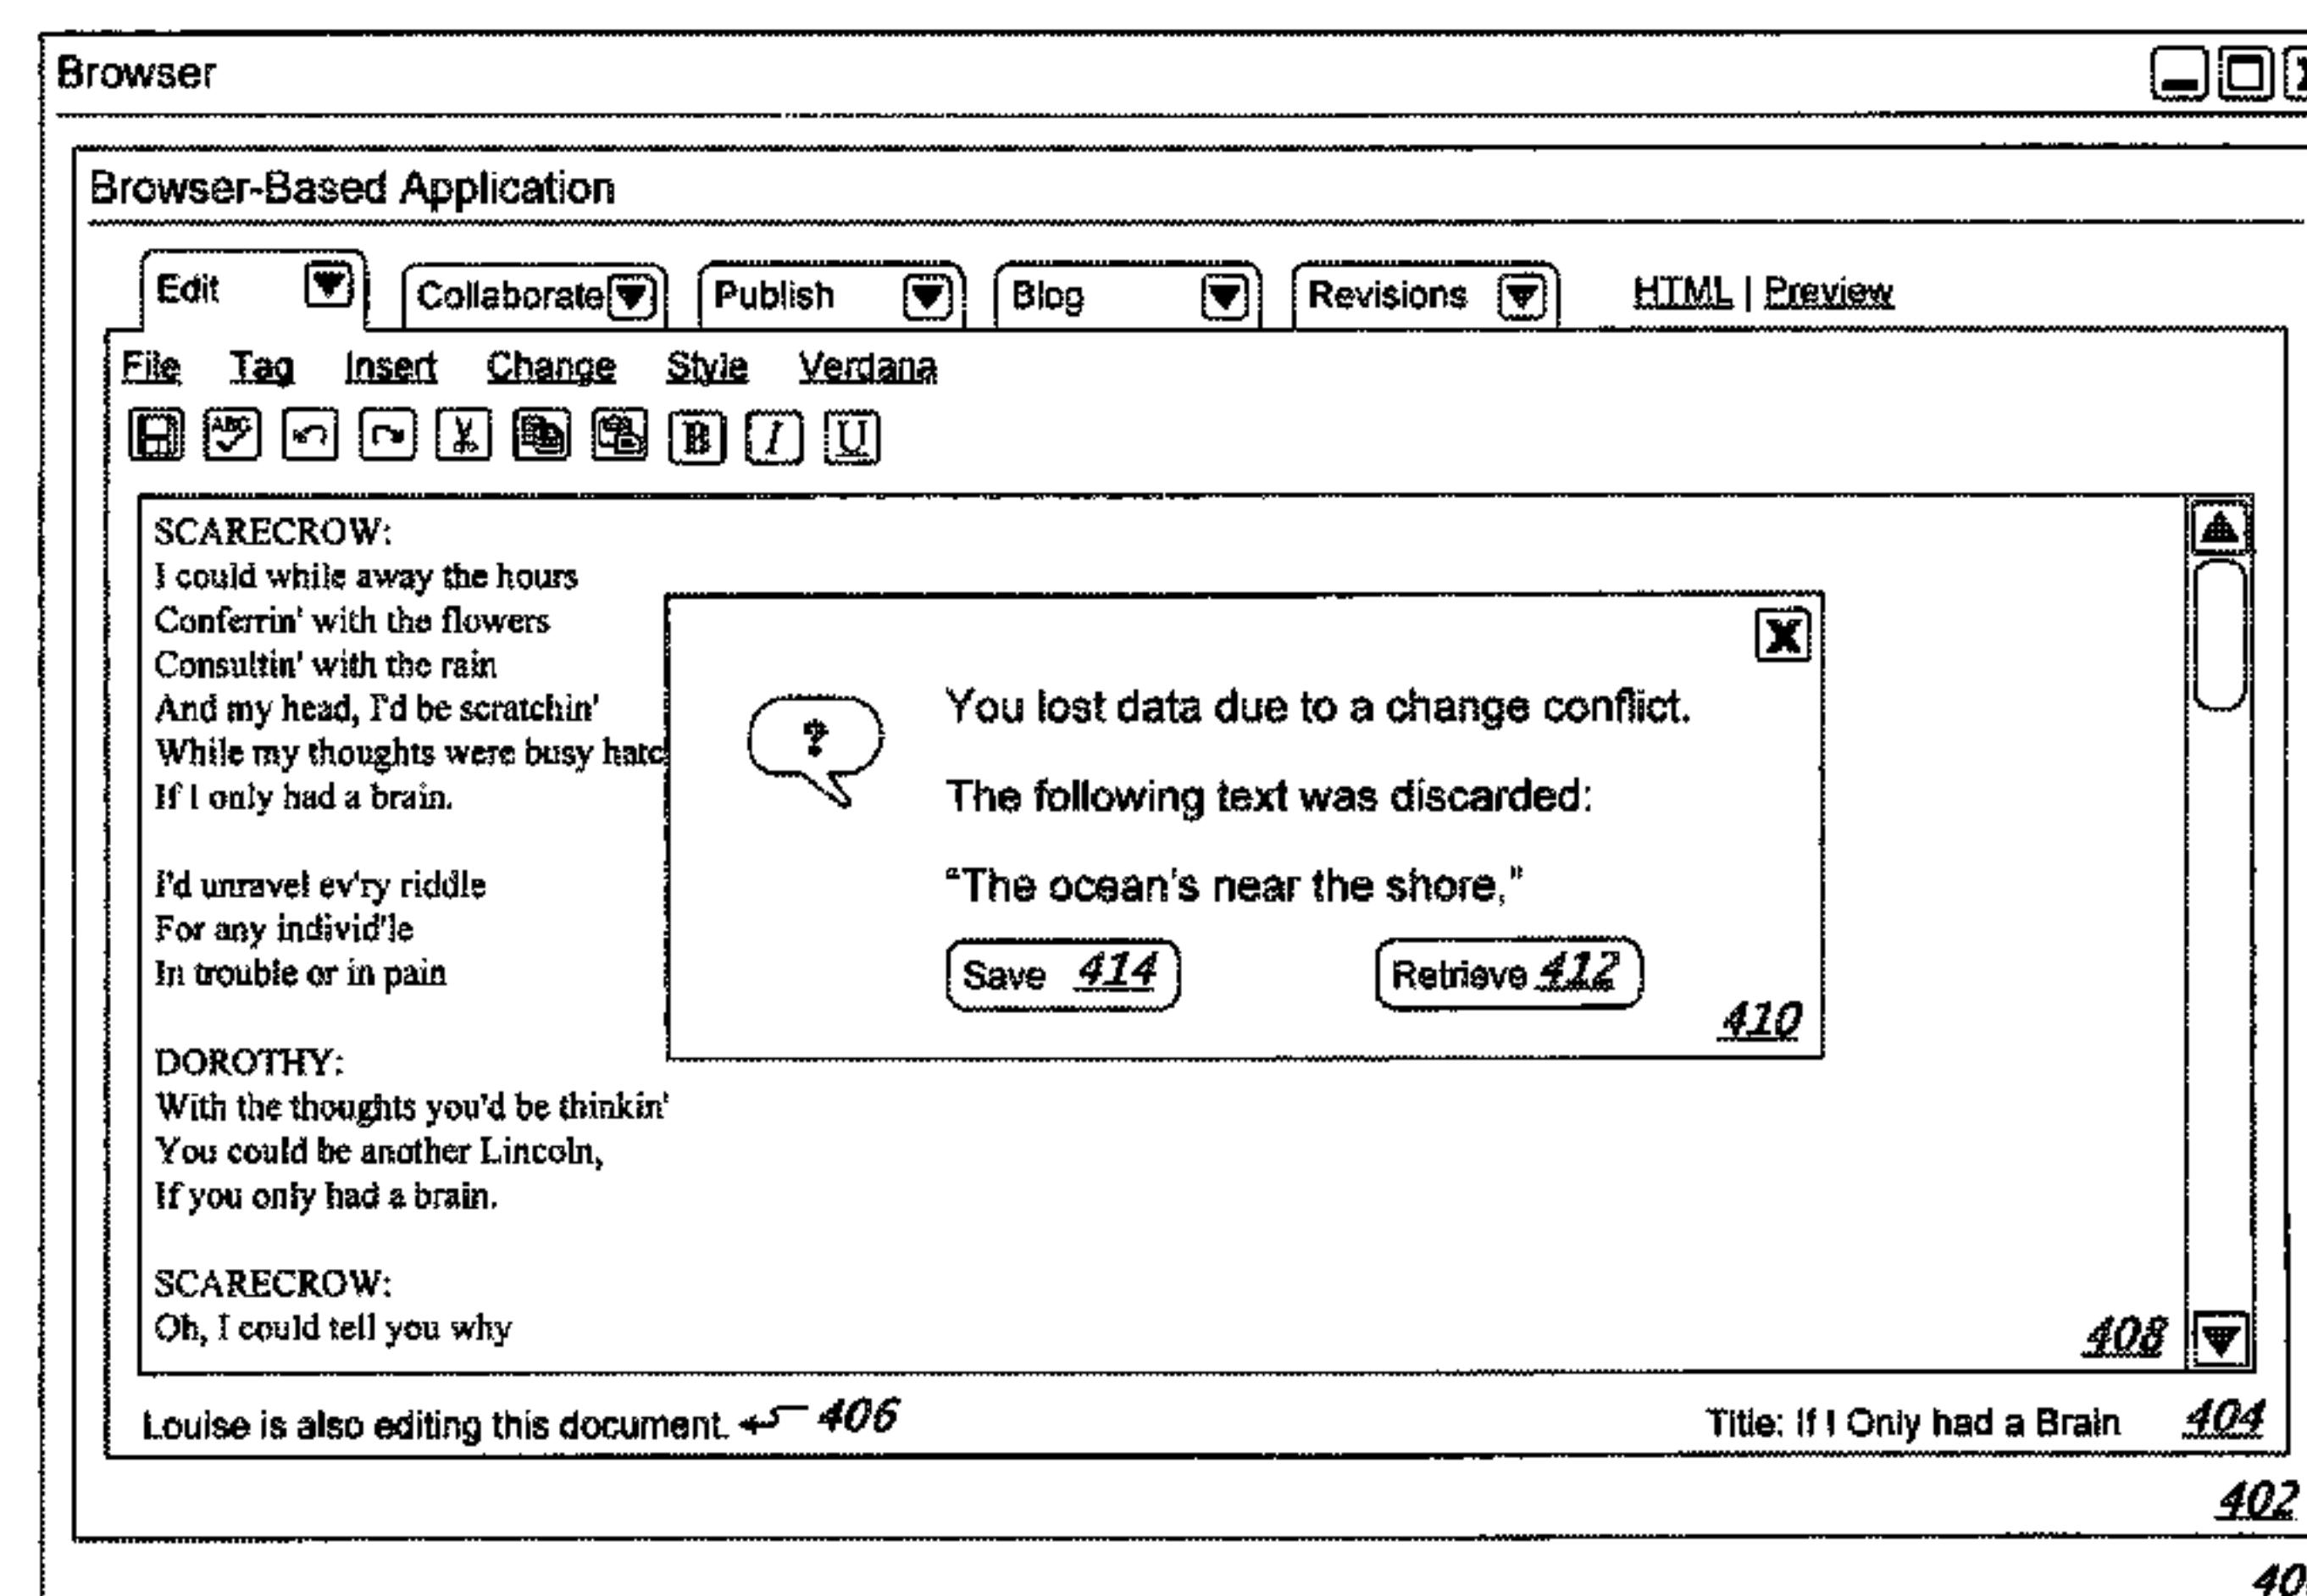 Browser
Browser-Based Application
Edit Collaborate Publish Blog Revisions HTML | Preview
File Tag Insert Change Style Verdana
ABC B I U
SCARECROW:
I could while away the hours
Conferrin' with the flowers
Consultin' with the rain
And my head, I'd be scratchin'
While my thoughts were busy hatc
If I only had a brain.
I'd unravel ev'ry riddle
For any individ'le
In trouble or in pain
DOROTHY:
With the thoughts you'd be thinkin'
You could be another Lincoln,
If you only had a brain.
SCARECROW:
Oh, I could tell you why
408
X
?
You lost data due to a change conflict.
The following text was discarded:
“The ocean's near the shore,”
Save 414 Retrieve 412
410
Louise is also editing this document. 406 Title: If I Only had a Brain 404
402